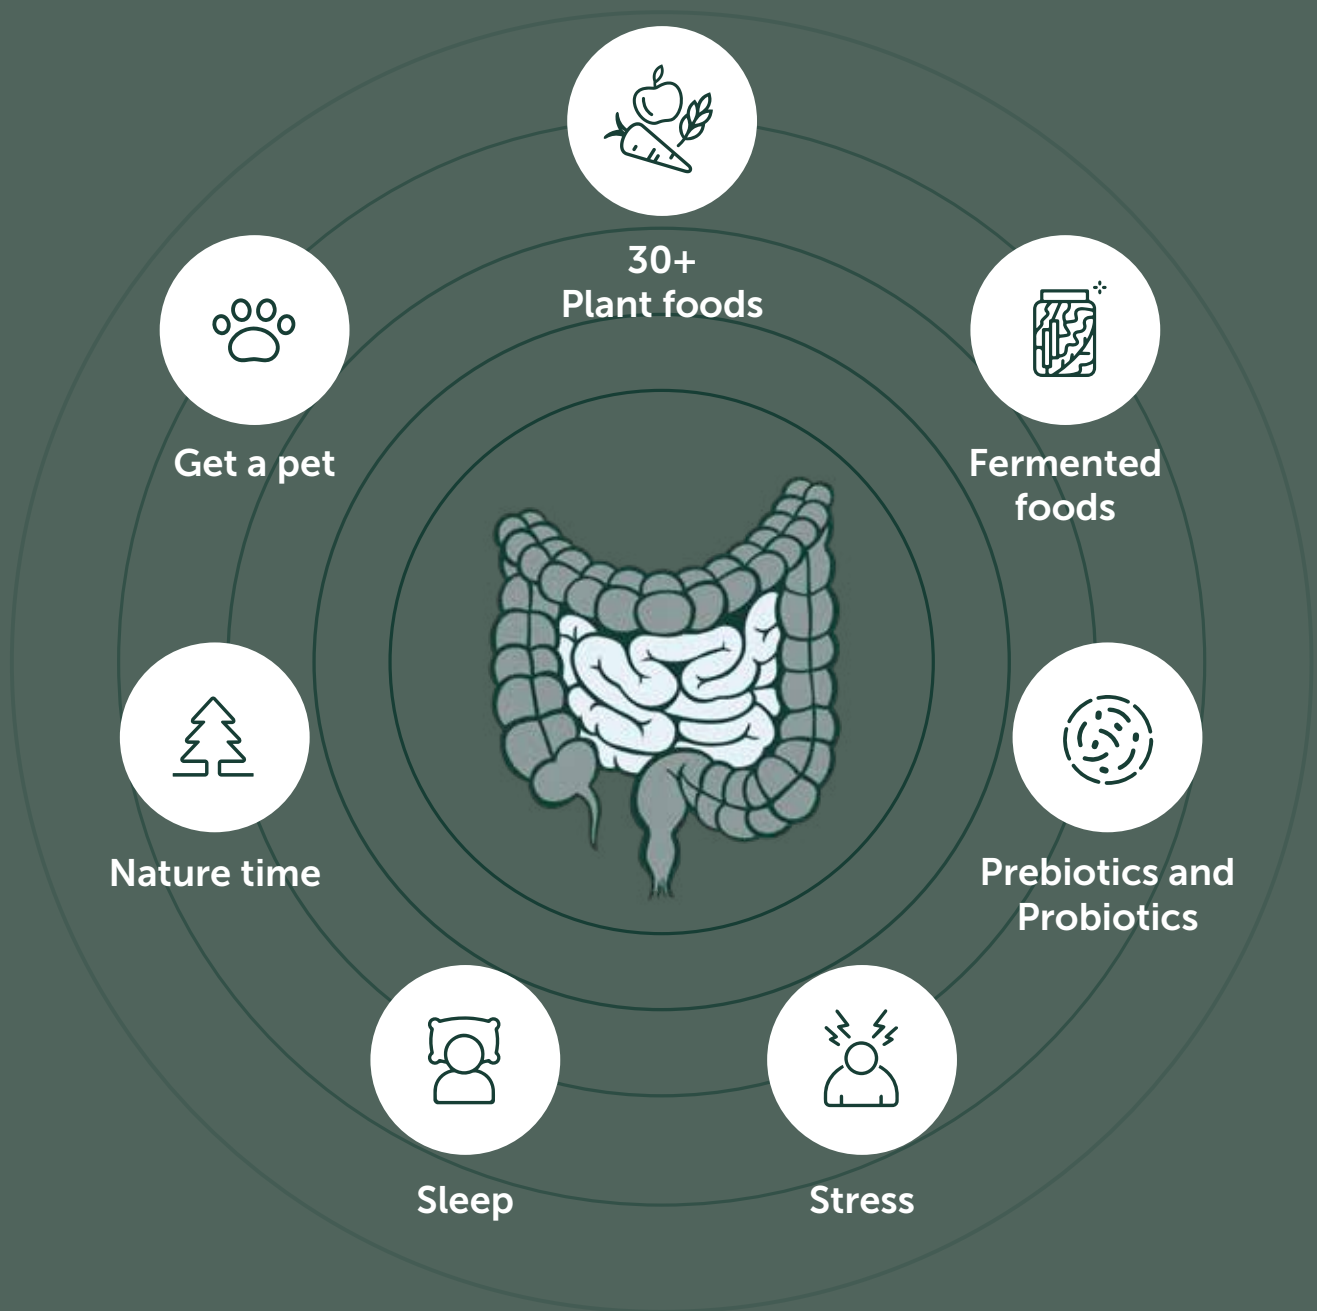 30+
Plant foods
Get a pet
Fermented
foods
Nature time
Prebiotics and
Probiotics
Sleep
Stress